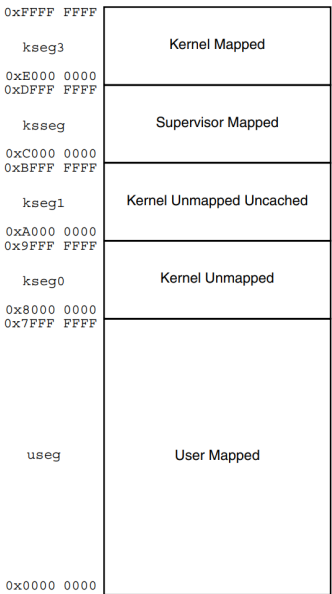 0xFFFF FFFF
kseg3
Kernel Mapped
0xE000 0000
0xDFFF FFFF
ksseg
Supervisor Mapped
0xC000 0000
0xBFFF FFFF
kseg1
Kernel Unmapped Uncached
0xA000 0000
0x9FFF FFFF
kseg0
Kernel Unmapped
0x8000 0000
0x7FFF FFFF
useg
User Mapped
0x0000 0000